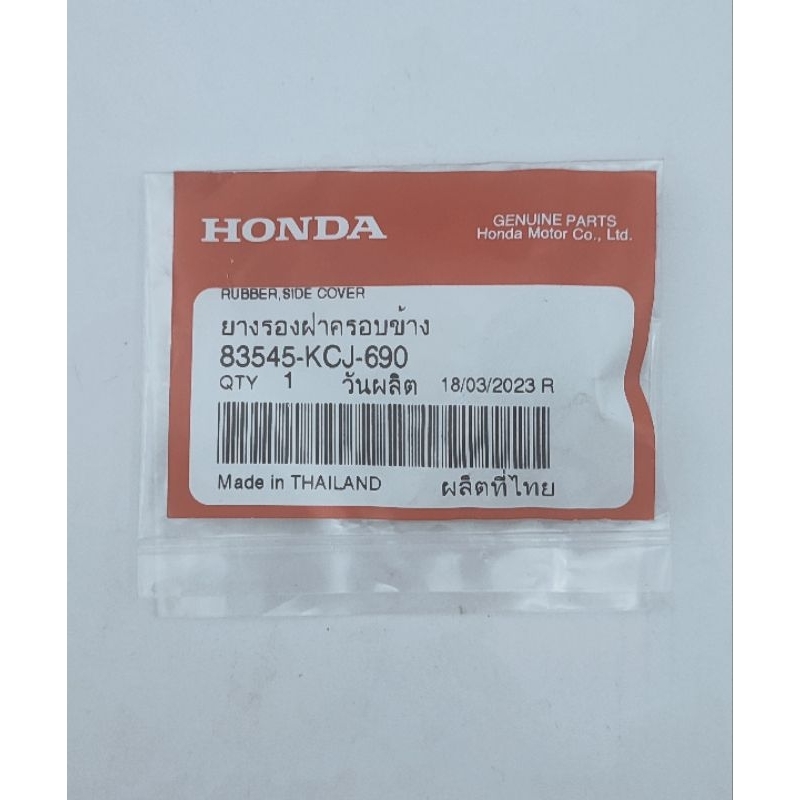 HONDA
GENUINE PARTS
Honda Motor Co., Ltd.
RUBBER,SIDE COVER
ยางรองฝาครอบข้าง
83545-KCJ-690
QTY 1 วันผลิต 18/03/2023 R
Made in THAILAND ผลิตที่ไทย